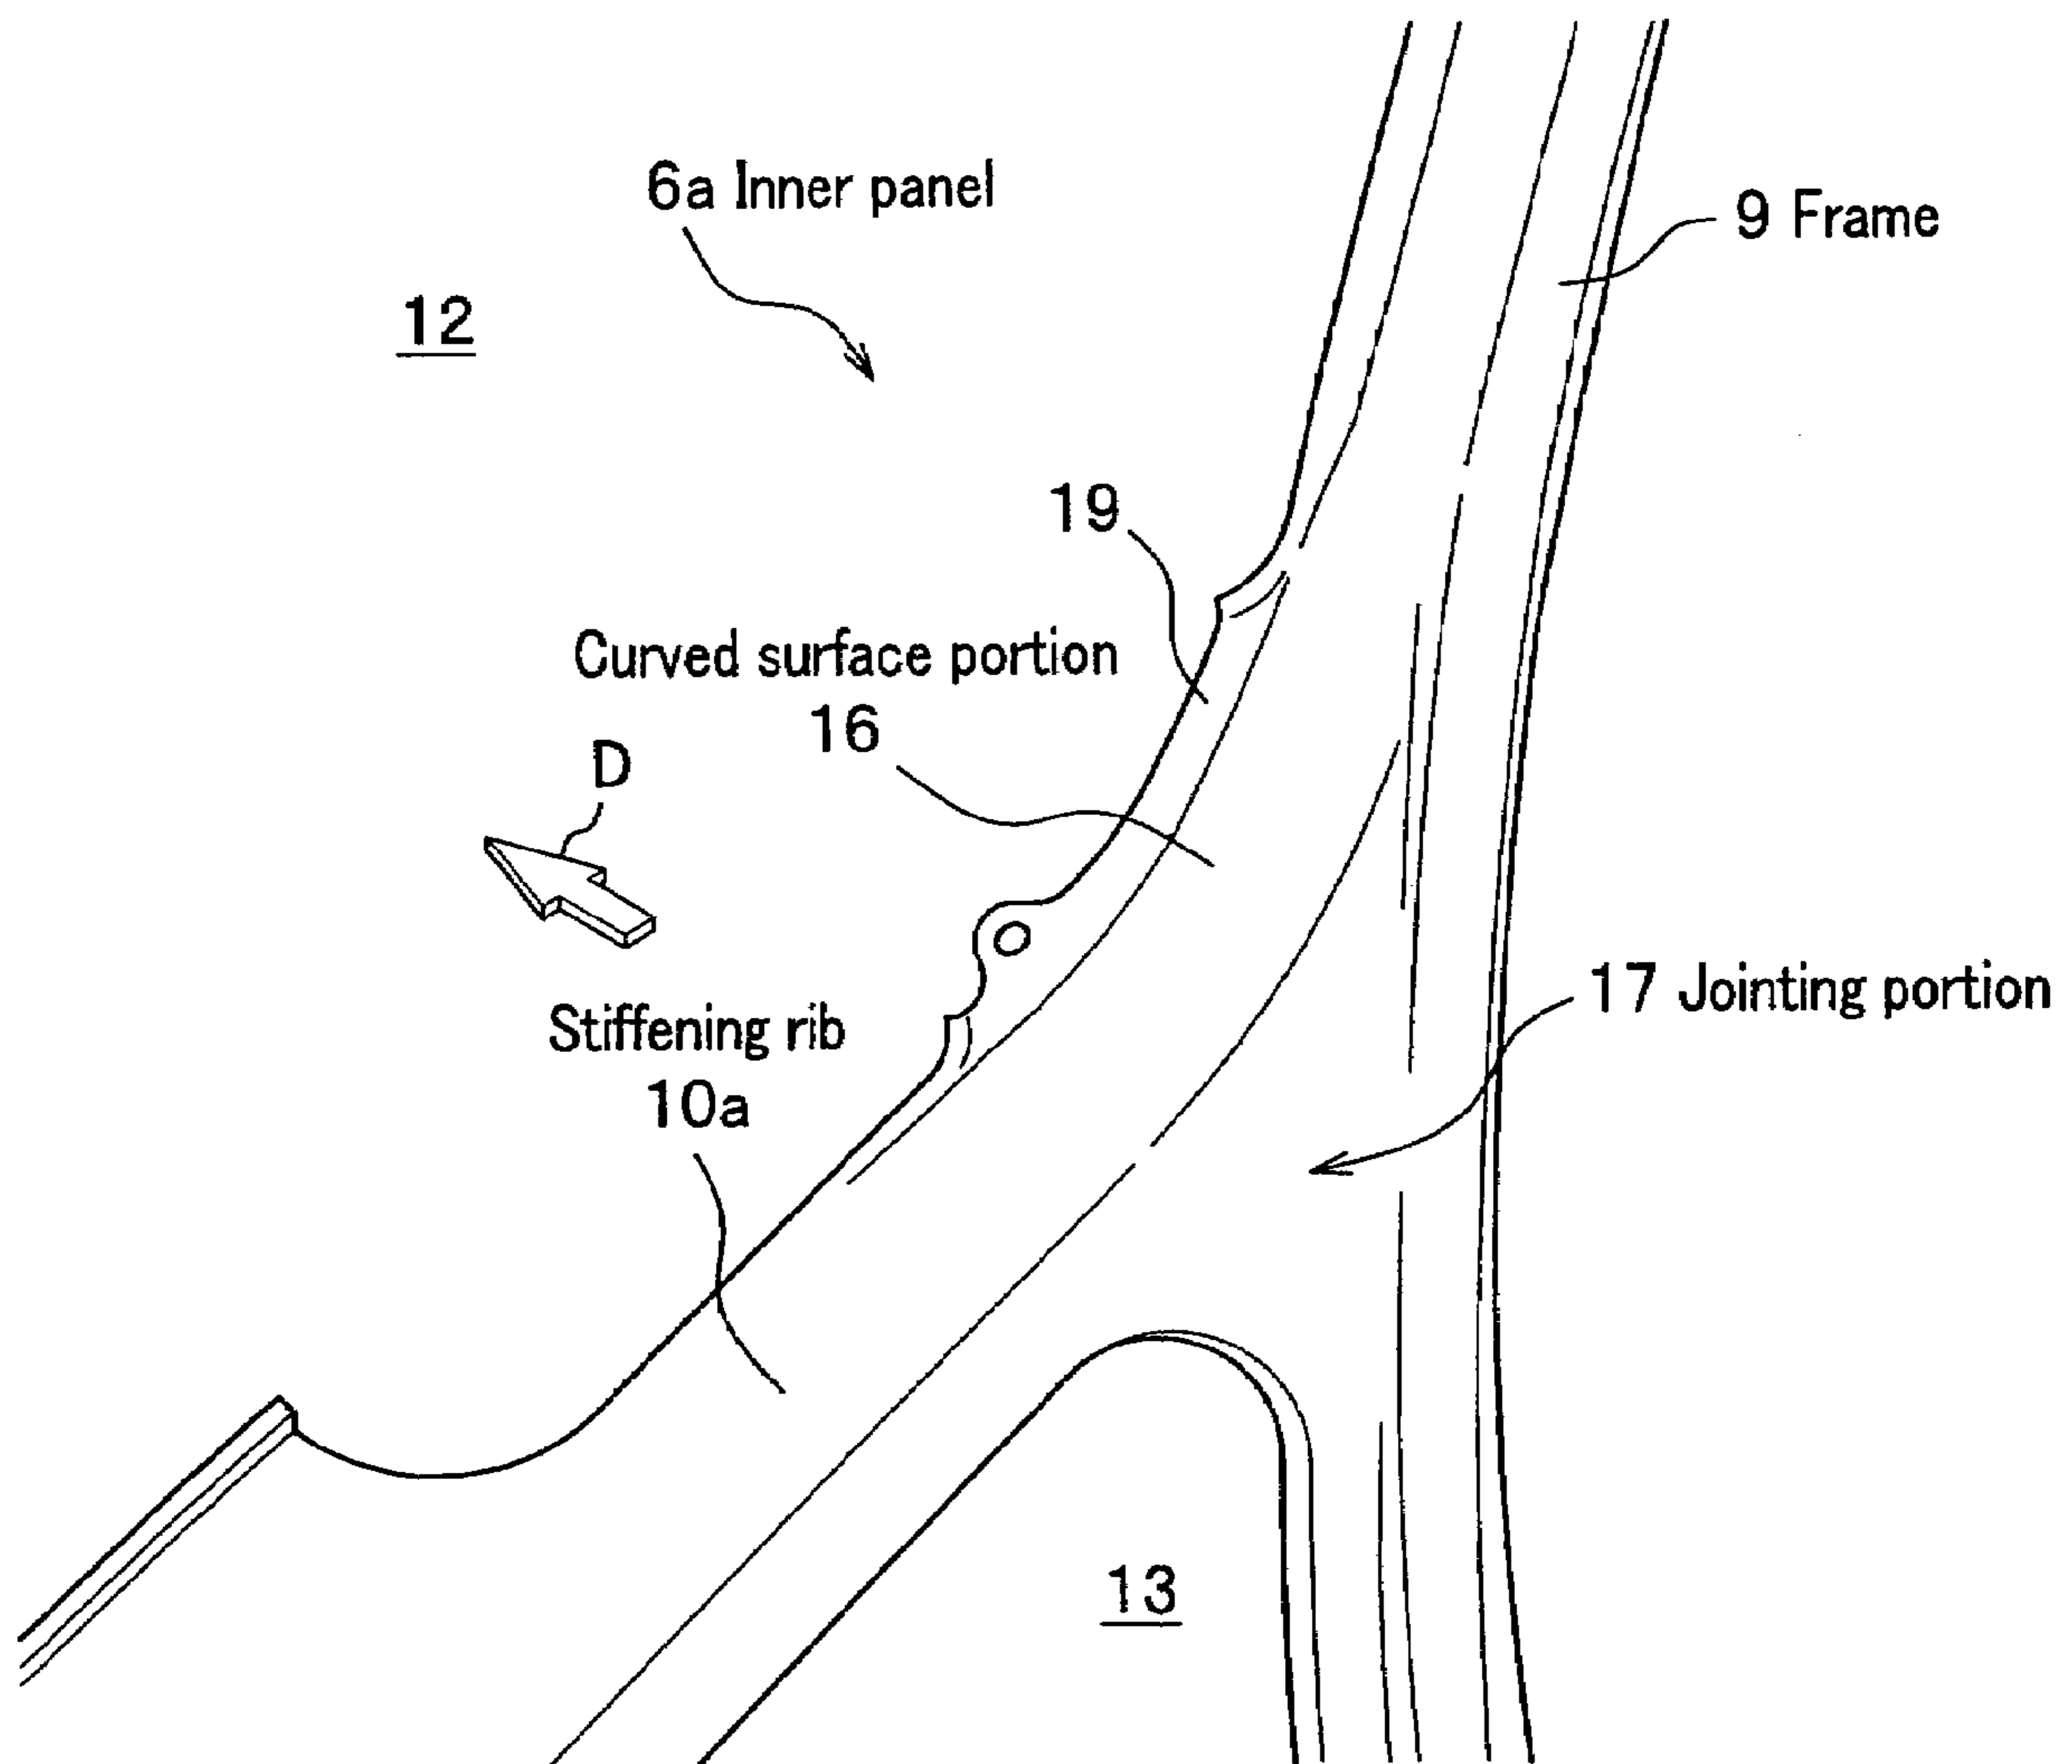 6a Inner panel
9 Frame
12
19
Curved surface portion
16
D
17 Jointing portion
Stiffening rib
10a
13